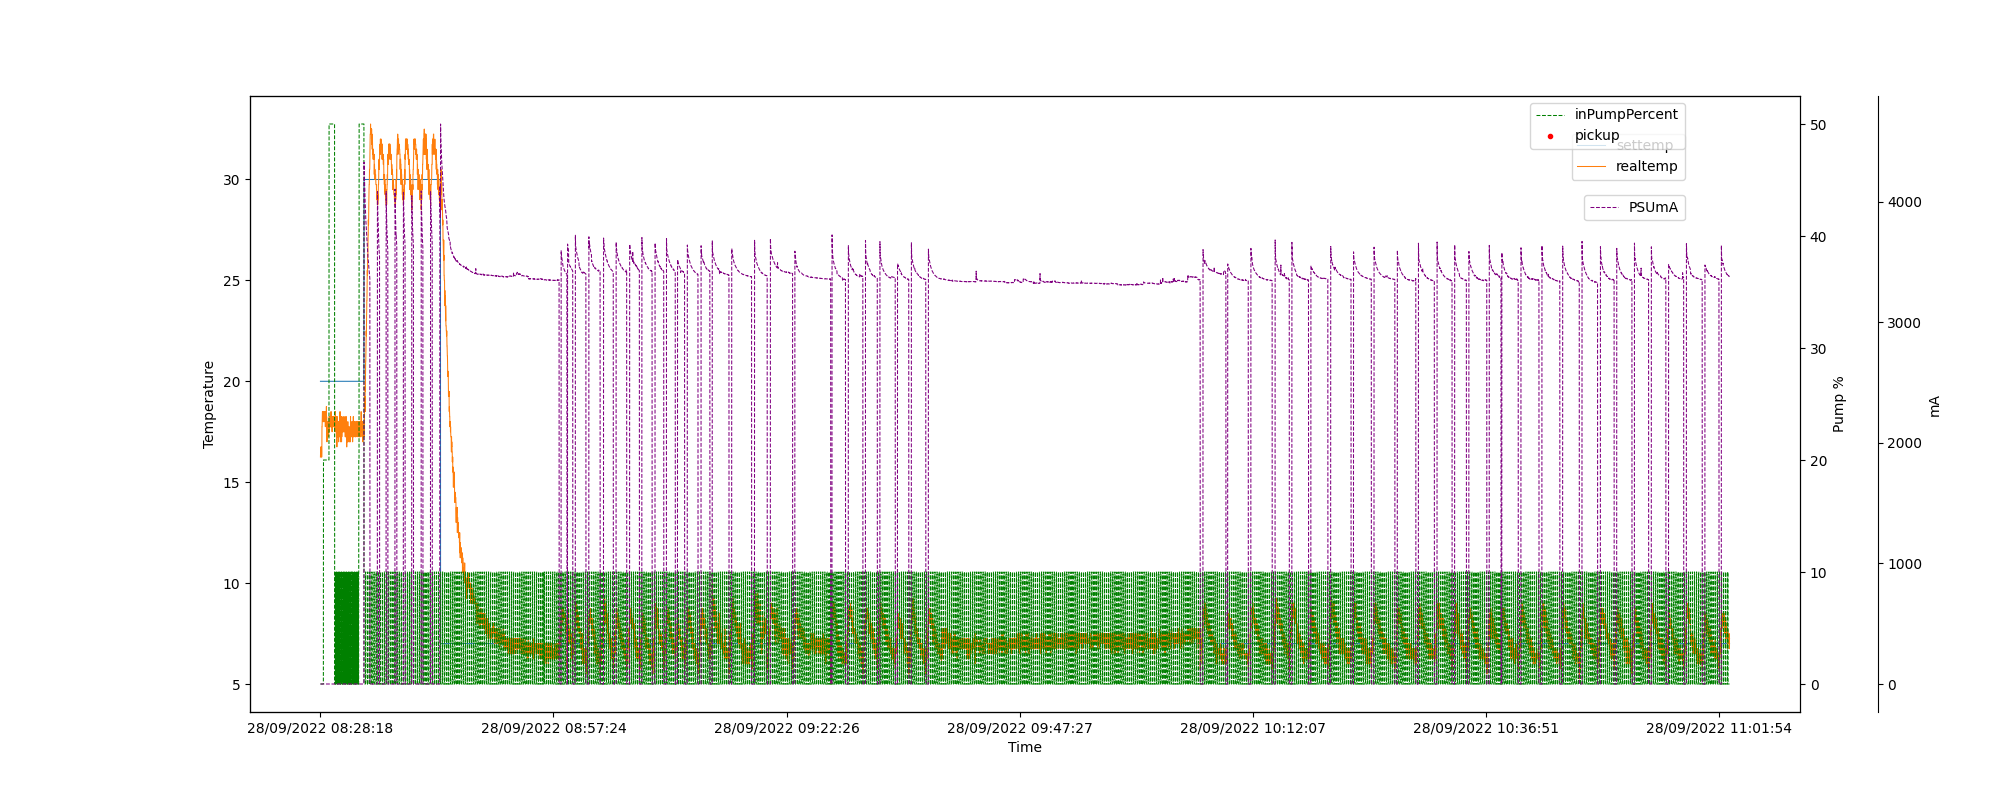 inPumpPercent
pickup
settemp
realtemp
PSUmA
Temperature
30
25
20
15
10
5
50
40
30
20
10
0
Pump %
4000
3000
2000
1000
0
mA
28/09/2022 08:28:18
28/09/2022 08:57:24
28/09/2022 09:22:26
28/09/2022 09:47:27
28/09/2022 10:12:07
28/09/2022 10:36:51
28/09/2022 11:01:54
Time